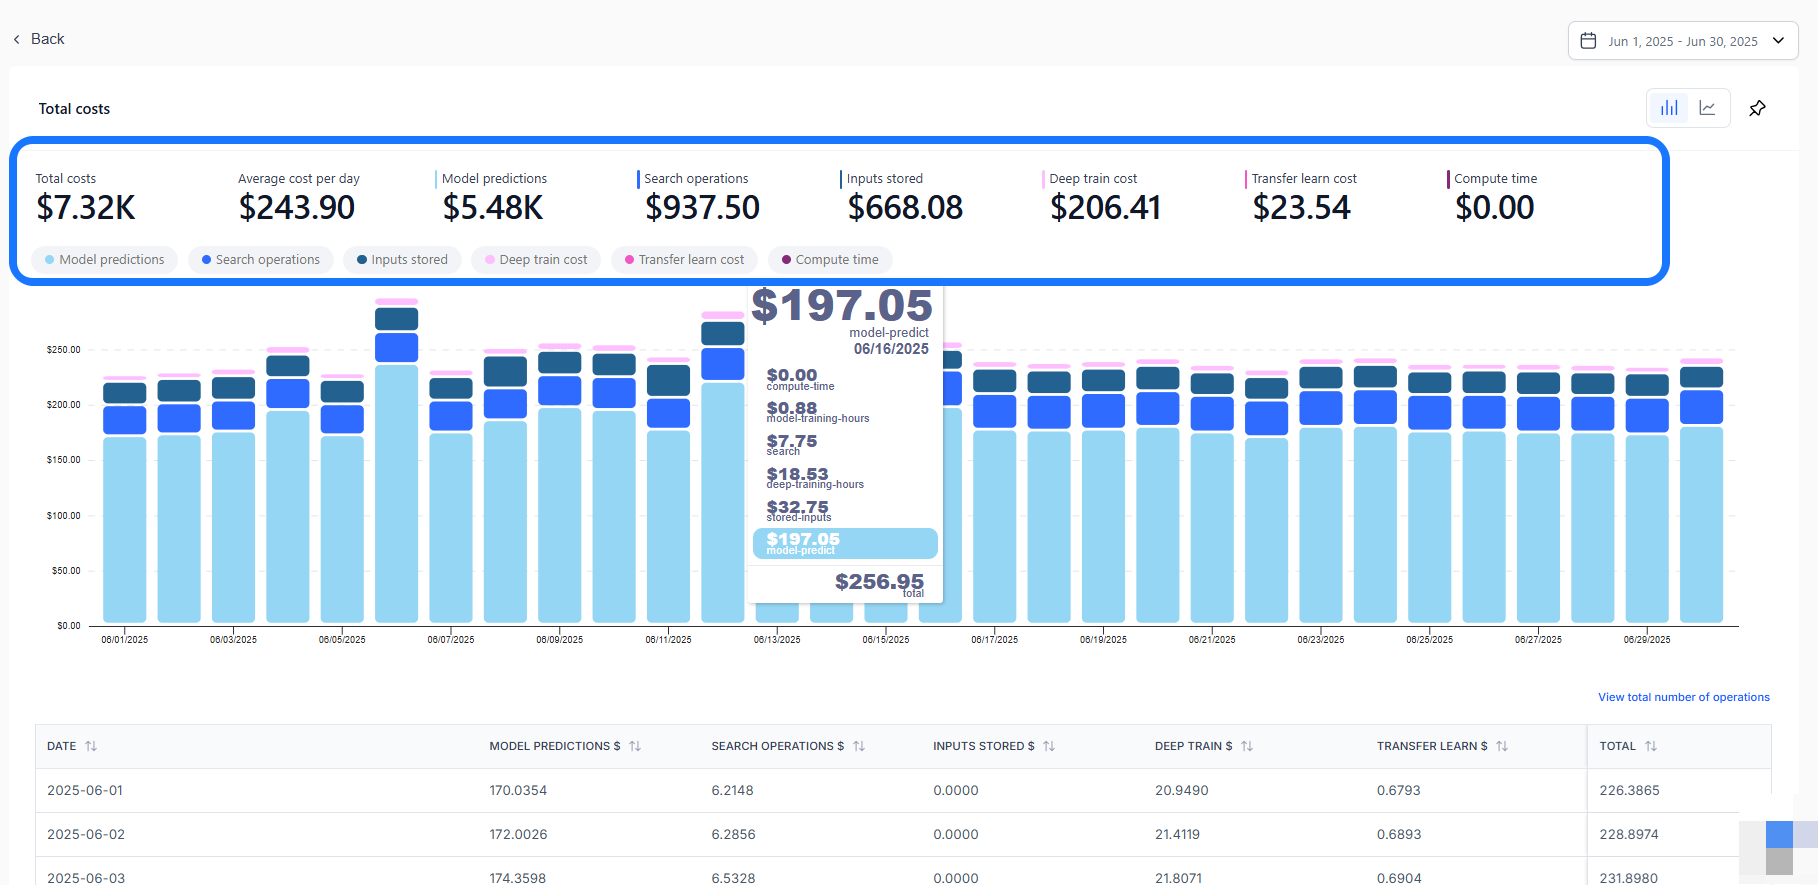 Back
Jun 1, 2025 - Jun 30, 2025
Total costs
Total costs
$7.32K
Average cost per day
$243.90
Model predictions
$5.48K
Search operations
$937.50
Inputs stored
$668.08
Deep train cost
$206.41
Transfer learn cost
$23.54
Compute time
$0.00
Model predictions
Search operations
Inputs stored
Deep train cost
Transfer learn cost
Compute time
$250.00
$200.00
$150.00
$100.00
$50.00
$0.00
$197.05
model-predict
06/16/2025
$0.00
compute-time
$0.88
model-training-hours
$7.75
search
$18.53
deep-training-hours
$32.75
stored-inputs
$197.05
model-predict
$256.95
total
06/01/2025 06/03/2025 06/05/2025 06/07/2025 06/09/2025 06/11/2025 06/13/2025 06/15/2025 06/17/2025 06/19/2025 06/21/2025 06/23/2025 06/25/2025 06/27/2025 06/29/2025
View total number of operations
DATE MODEL PREDICTIONS $ SEARCH OPERATIONS $ INPUTS STORED $ DEEP TRAIN $ TRANSFER LEARN $ TOTAL
2025-06-01 170.0354 6.2148 0.0000 20.9490 0.6793 226.3865
2025-06-02 172.0026 6.2856 0.0000 21.4119 0.6893 228.8974
2025-06-03 174.3598 6.5328 0.0000 21.8071 0.6904 231.8980